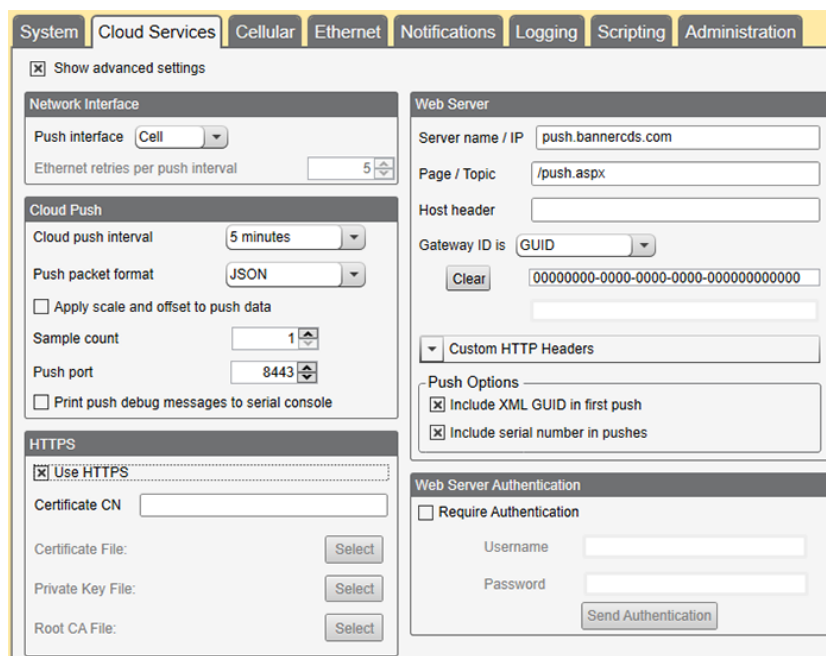 System Cloud Services Cellular Ethernet Notifications Logging Scripting Administration
Show advanced settings
Network Interface
Push interface Cell
Ethernet retries per push interval 5
Cloud Push
Cloud push interval 5 minutes
Push packet format JSON
Apply scale and offset to push data
Sample count 1
Push port 8443
Print push debug messages to serial console
HTTPS
Use HTTPS
Certificate CN
Certificate File: Select
Private Key File: Select
Root CA File: Select
Web Server
Server name / IP push.bannercds.com
Page / Topic /push.aspx
Host header
Gateway ID is GUID
Clear 00000000-0000-0000-0000-000000000000
Custom HTTP Headers
Push Options
Include XML GUID in first push
Include serial number in pushes
Web Server Authentication
Require Authentication
Username
Password
Send Authentication